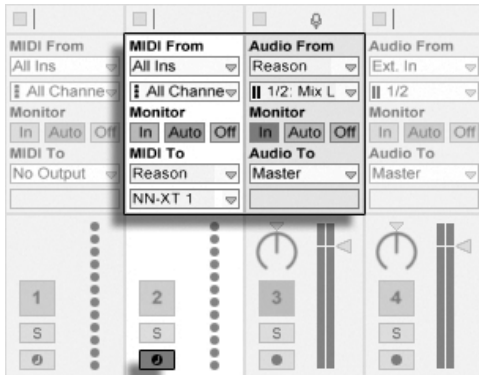 MIDI From
All Ins
All Channe
Monitor
In Auto Off
MIDI To
No Output
1
S
MIDI From
All Ins
All Channe
Monitor
In Auto Off
MIDI To
Reason
NN-XT 1
2
S
Audio From
Reason
1/2: Mix L
Monitor
In Auto Off
Audio To
Master
3
S
Audio From
Ext. In
1/2
Monitor
In Auto Off
Audio To
Master
4
S